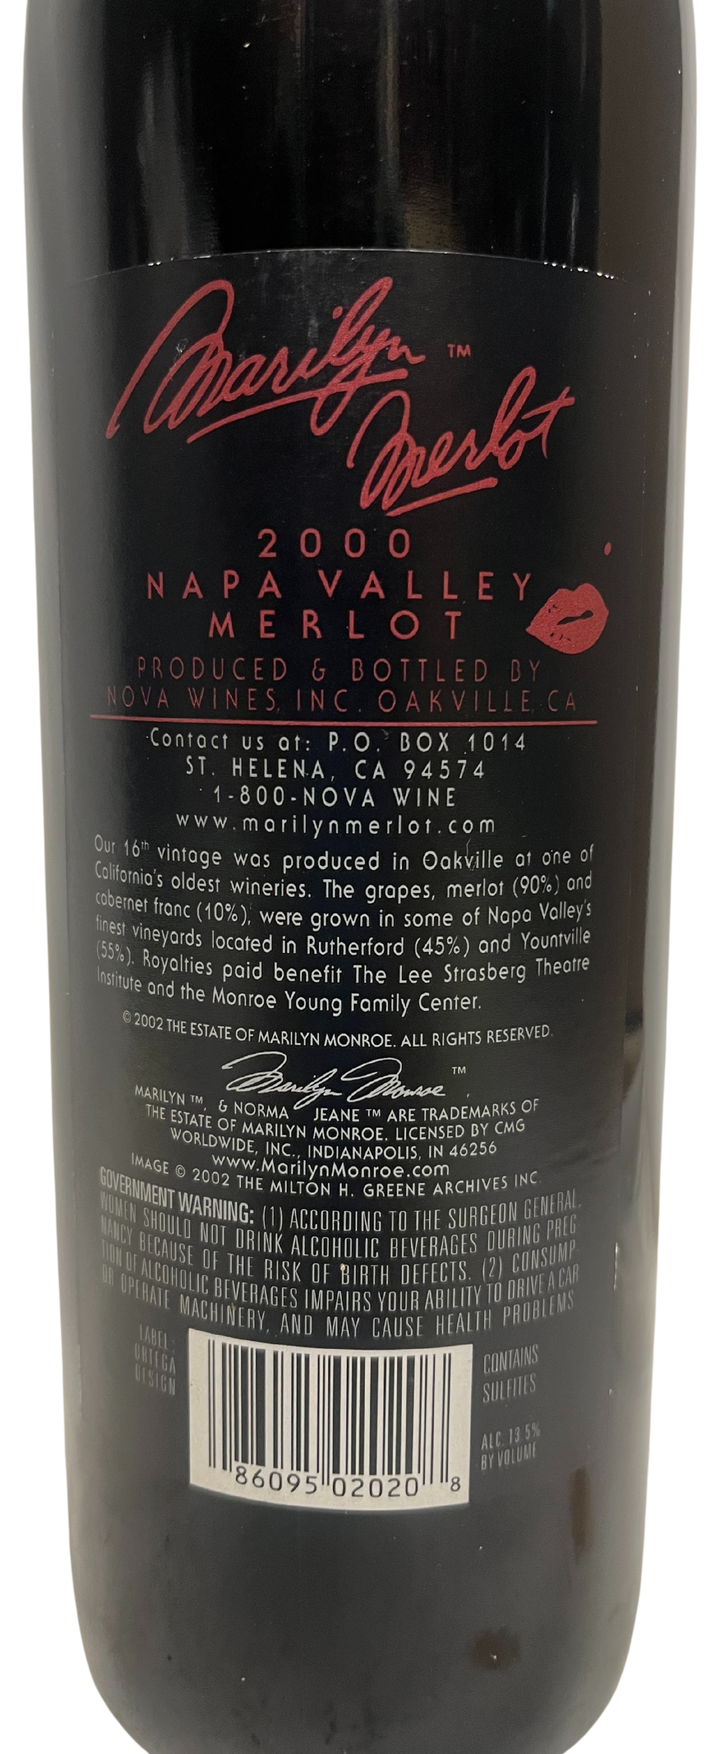 Marilyn ™
Merlot
2000
NAPA VALLEY
MERLOT
PRODUCED & BOTTLED BY
NOVA WINES, INC. OAKVILLE, CA
Contact us at: P.O. BOX 1014
ST. HELENA, CA 94574
1-800-NOVA WINE
www.marilynmerlot.com
Our 16th vintage was produced in Oakville at one of
California's oldest wineries. The grapes, merlot (90%) and
cabernet franc (10%), were grown in some of Napa Valley's
finest vineyards located in Rutherford (45%) and Yountville
(55%). Royalties paid benefit The Lee Strasberg Theatre
Institute and the Monroe Young Family Center.
© 2002 THE ESTATE OF MARILYN MONROE. ALL RIGHTS RESERVED.
Marilyn Monroe ™
MARILYN ™, & NORMA JEANE ™ ARE TRADEMARKS OF
THE ESTATE OF MARILYN MONROE. LICENSED BY CMG
WORLDWIDE, INC., INDIANAPOLIS, IN 46256
www.MarilynMonroe.com
IMAGE © 2002 THE MILTON H. GREENE ARCHIVES INC.
GOVERNMENT WARNING: (1) ACCORDING TO THE SURGEON GENERAL,
WOMEN SHOULD NOT DRINK ALCOHOLIC BEVERAGES DURING PREG
NANCY BECAUSE OF THE RISK OF BIRTH DEFECTS. (2) CONSUMP-
TION OF ALCOHOLIC BEVERAGES IMPAIRS YOUR ABILITY TO DRIVE A CAR
OR OPERATE MACHINERY, AND MAY CAUSE HEALTH PROBLEMS
LABEL:
ORTEGA
DESIGN
CONTAINS
SULFITES
ALC. 13.5%
BY VOLUME
86095 02020 8